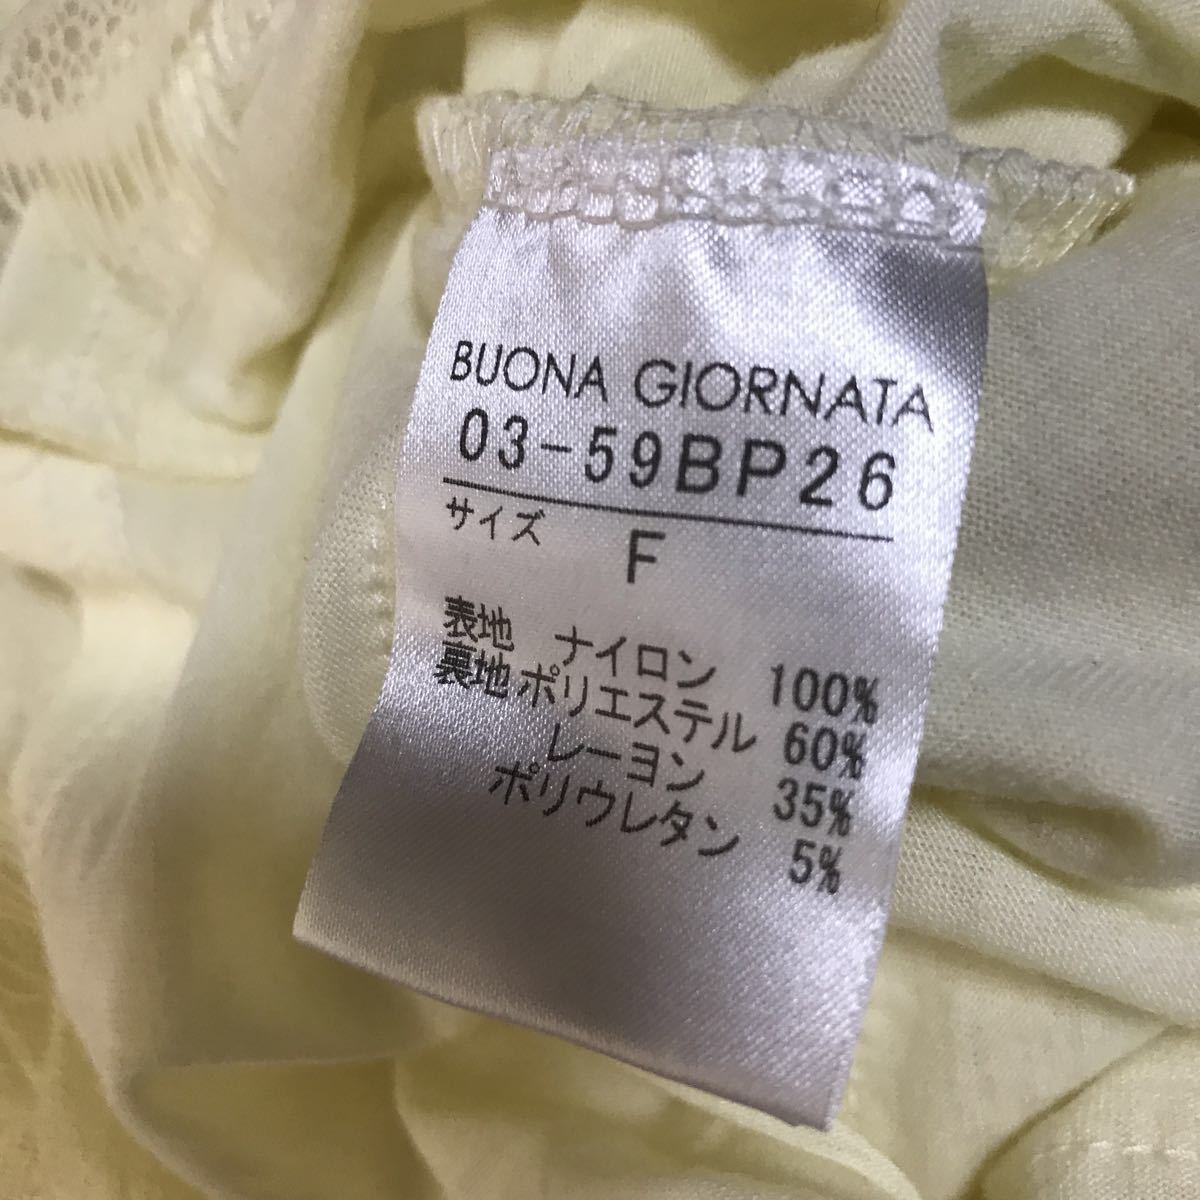 BUONA GIORNATA
03-59BP26
サイズ F
表地 ナイロン 100%
裏地 ポリエステル 60%
レーヨン 35%
ポリウレタン 5%